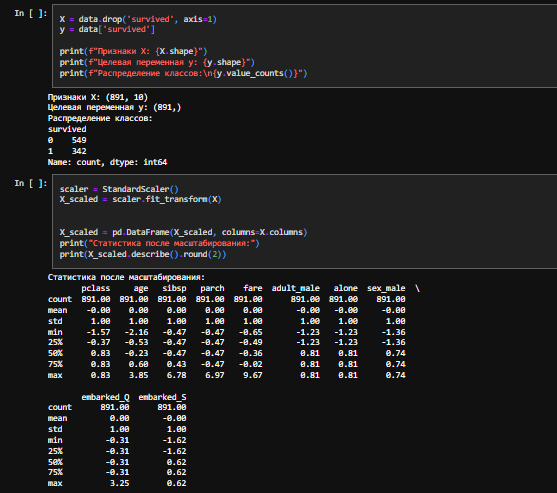 In [ ]:
X = data.drop('survived', axis=1)
y = data['survived']

print(f"Признаки X: {X.shape}")
print(f"Целевая переменная y: {y.shape}")
print(f"Распределение классов:\n{y.value_counts()}")

Признаки X: (891, 10)
Целевая переменная y: (891,)
Распределение классов:
survived
0    549
1    342
Name: count, dtype: int64

In [ ]:
scaler = StandardScaler()
X_scaled = scaler.fit_transform(X)


X_scaled = pd.DataFrame(X_scaled, columns=X.columns)
print("Статистика после масштабирования:")
print(X_scaled.describe().round(2))

Статистика после масштабирования:
       pclass     age   sibsp   parch    fare  adult_male   alone  sex_male  \
count  891.00  891.00  891.00  891.00  891.00      891.00  891.00    891.00
mean    -0.00    0.00    0.00    0.00    0.00       -0.00   -0.00     -0.00
std      1.00    1.00    1.00    1.00    1.00        1.00    1.00      1.00
min     -1.57   -2.16   -0.47   -0.47   -0.65       -1.23   -1.23     -1.36
25%     -0.37   -0.53   -0.47   -0.47   -0.49       -1.23   -1.23     -1.36
50%      0.83   -0.23   -0.47   -0.47   -0.36        0.81    0.81      0.74
75%      0.83    0.60    0.43   -0.47   -0.02        0.81    0.81      0.74
max      0.83    3.85    6.78    6.97    9.67        0.81    0.81      0.74

       embarked_Q  embarked_S
count      891.00      891.00
mean         0.00       -0.00
std          1.00        1.00
min         -0.31       -1.62
25%         -0.31       -1.62
50%         -0.31        0.62
75%         -0.31        0.62
max          3.25        0.62